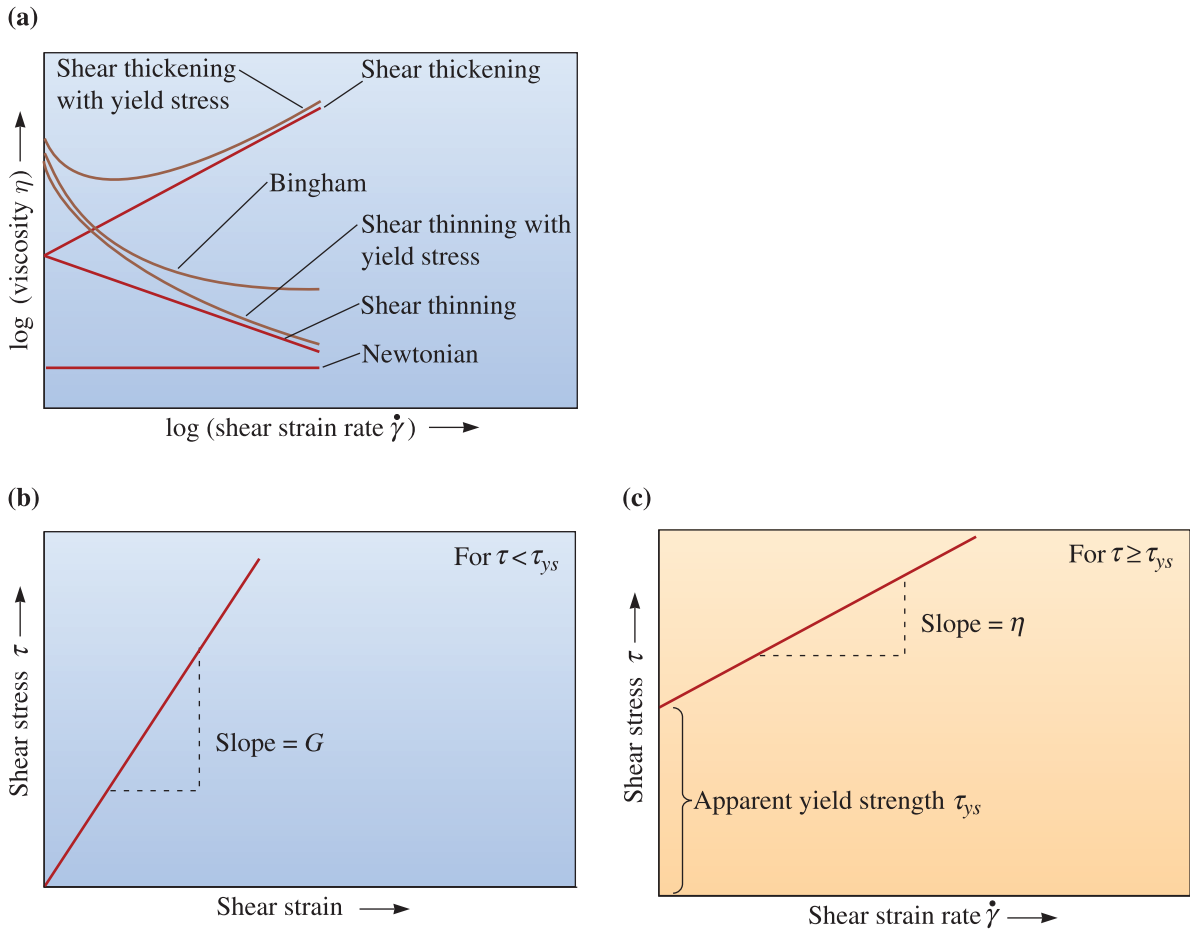 (a)
Shear thickening
with yield stress
Shear thickening
Bingham
Shear thinning with
yield stress
Shear thinning
Newtonian
log (viscosity η)
log (shear strain rate γ̇)
(b)
For τ < τys
Slope = G
Shear stress τ
Shear strain
(c)
For τ ≥ τys
Slope = η
Apparent yield strength τys
Shear stress τ
Shear strain rate γ̇